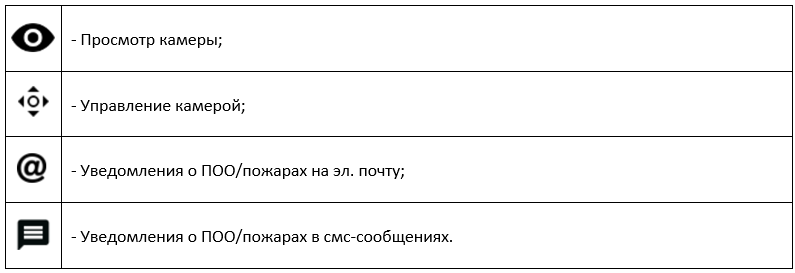 - Просмотр камеры;
- Управление камерой;
@ - Уведомления о ПОО/пожарах на эл. почту;
- Уведомления о ПОО/пожарах в смс-сообщениях.